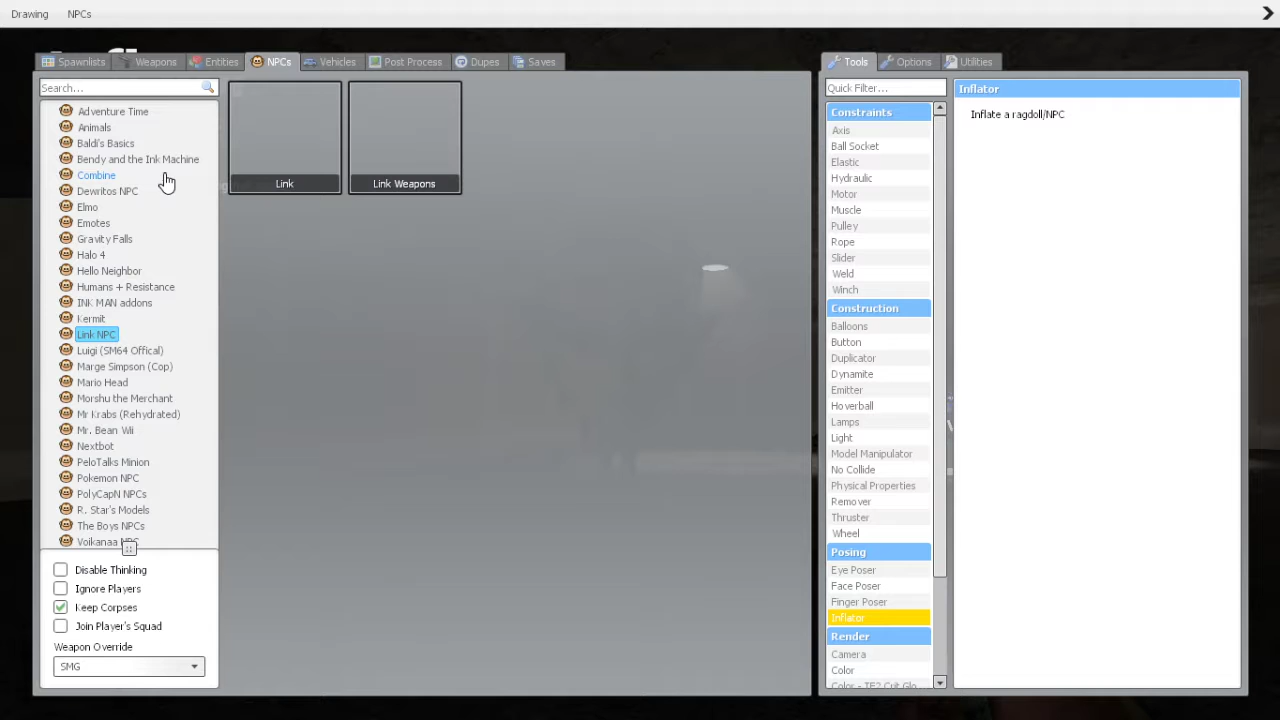 Drawing NPCs
Spawnlists Weapons Entities NPCs Vehicles Post Process Dupes Saves
Search...
Adventure Time
Animals
Baldi's Basics
Bendy and the Ink Machine
Combine
Dewritos NPC
Elmo
Emotes
Gravity Falls
Halo 4
Hello Neighbor
Humans + Resistance
INK MAN addons
Kermit
Link NPC
Luigi (SM64 Offical)
Marge Simpson (Cop)
Mario Head
Morshu the Merchant
Mr Krabs (Rehydrated)
Mr. Bean Wii
Nextbot
PeloTalks Minion
Pokemon NPC
PolyCapN NPCs
R. Star's Models
The Boys NPCs
Voikanaa
Disable Thinking
Ignore Players
Keep Corpses
Join Player's Squad
Weapon Override
SMG
Link
Link Weapons
Tools Options Utilities
Quick Filter...
Constraints
Axis
Ball Socket
Elastic
Hydraulic
Motor
Muscle
Pulley
Rope
Slider
Weld
Winch
Construction
Balloons
Button
Duplicator
Dynamite
Emitter
Hoverball
Lamps
Light
Model Manipulator
No Collide
Physical Properties
Remover
Thruster
Wheel
Posing
Eye Poser
Face Poser
Finger Poser
Inflator
Render
Camera
Color
Color - TF2 Crit Glo
Inflator
Inflate a ragdoll/NPC